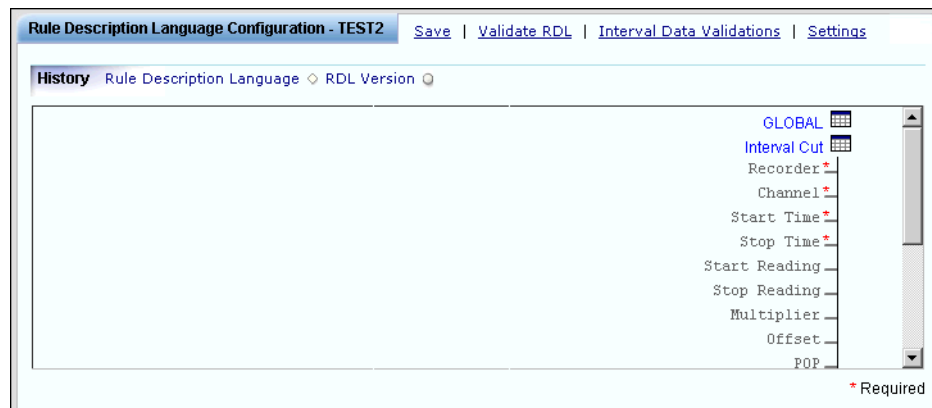 Rule Description Language Configuration - TEST2 Save | Validate RDL | Interval Data Validations | Settings
History Rule Description Language RDL Version
GLOBAL
Interval Cut
Recorder*
Channel*
Start Time*
Stop Time*
Start Reading
Stop Reading
Multiplier
Offset
POP
* Required